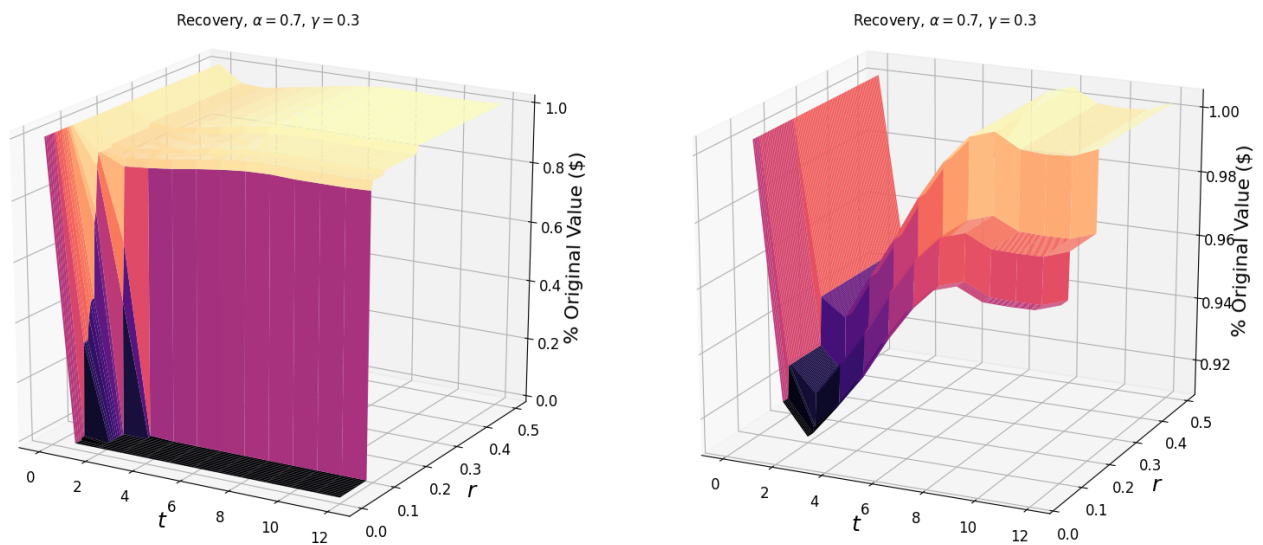 Recovery, α = 0.7, γ = 0.3
1.0
0.8
0.6
0.4
0.2
0.0
% Original Value ($)
0 2 4 6 8 10 12
t
0.0 0.1 0.2 0.3 0.4 0.5
r
Recovery, α = 0.7, γ = 0.3
1.00
0.98
0.96
0.94
0.92
% Original Value ($)
0 2 4 6 8 10 12
t
0.0 0.1 0.2 0.3 0.4 0.5
r